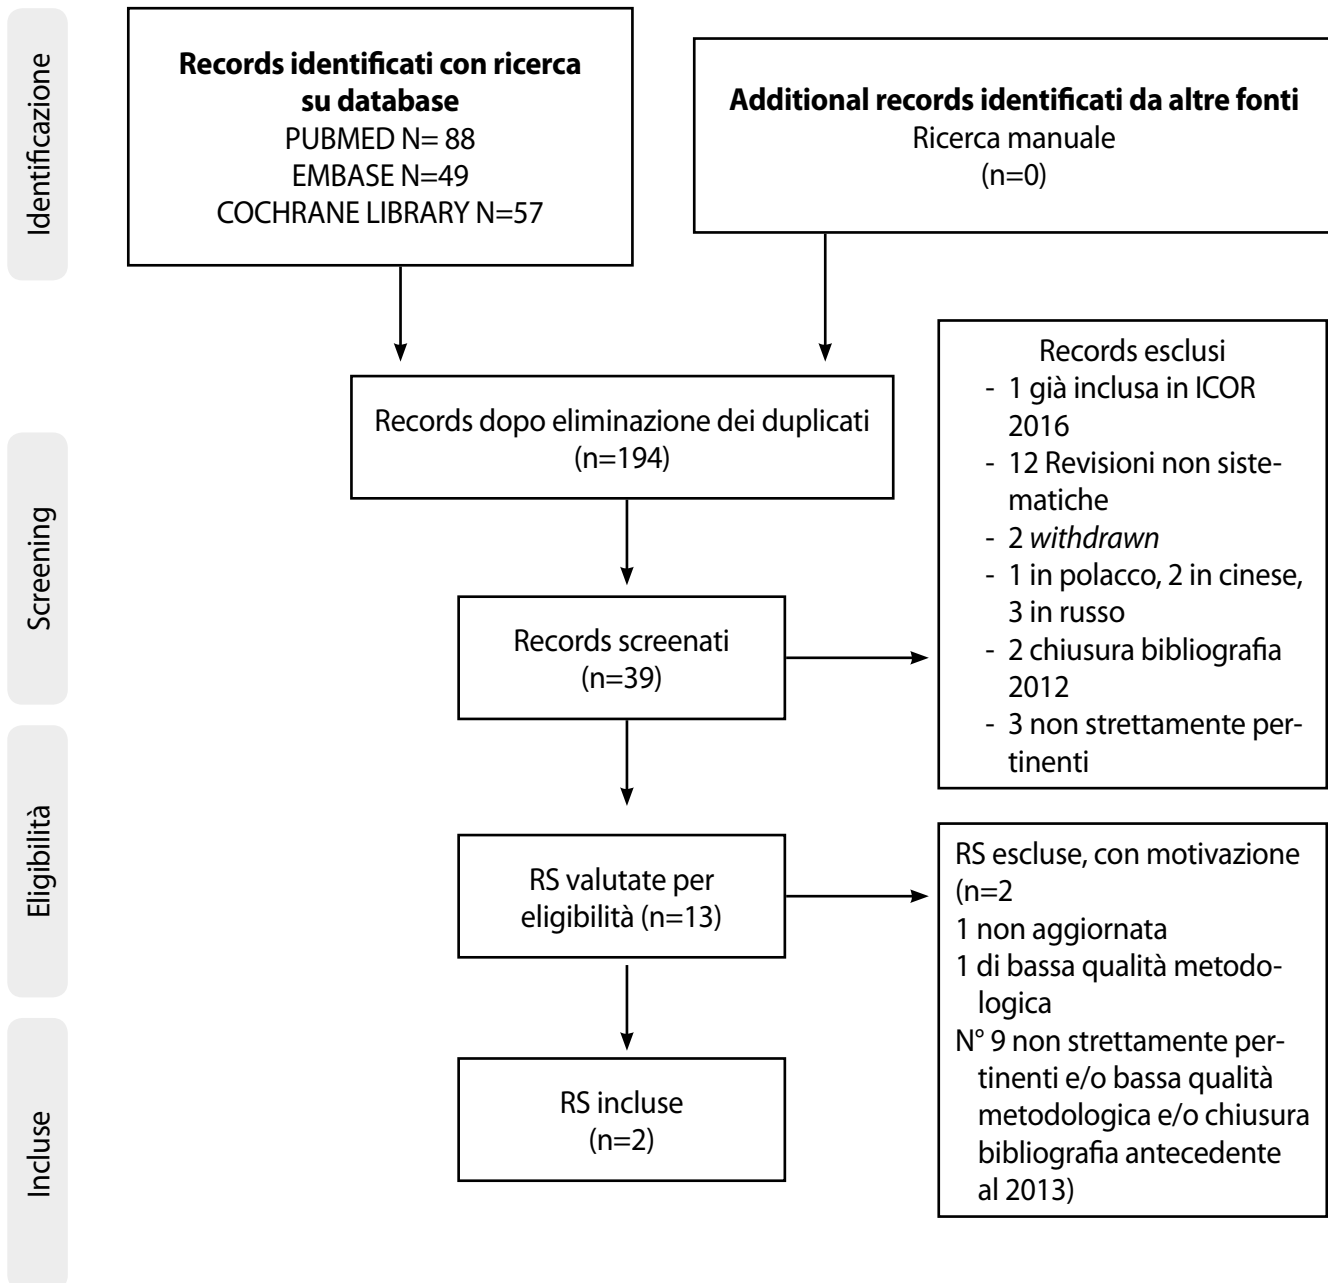 Identificazione
Records identificati con ricerca
su database
PUBMED N= 88
EMBASE N=49
COCHRANE LIBRARY N=57
Additional records identificati da altre fonti
Ricerca manuale
(n=0)
Screening
Records dopo eliminazione dei duplicati
(n=194)
Records screenati
(n=39)
Records esclusi
- 1 già inclusa in ICOR
2016
- 12 Revisioni non siste-
matiche
- 2 withdrawn
- 1 in polacco, 2 in cinese,
3 in russo
- 2 chiusura bibliografia
2012
- 3 non strettamente per-
tinenti
Eligibilità
RS valutate per
eligibilità (n=13)
RS escluse, con motivazione
(n=2
1 non aggiornata
1 di bassa qualità metodo-
logica
N° 9 non strettamente per-
tinenti e/o bassa qualità
metodologica e/o chiusura
bibliografia antecedente
al 2013)
Incluse
RS incluse
(n=2)